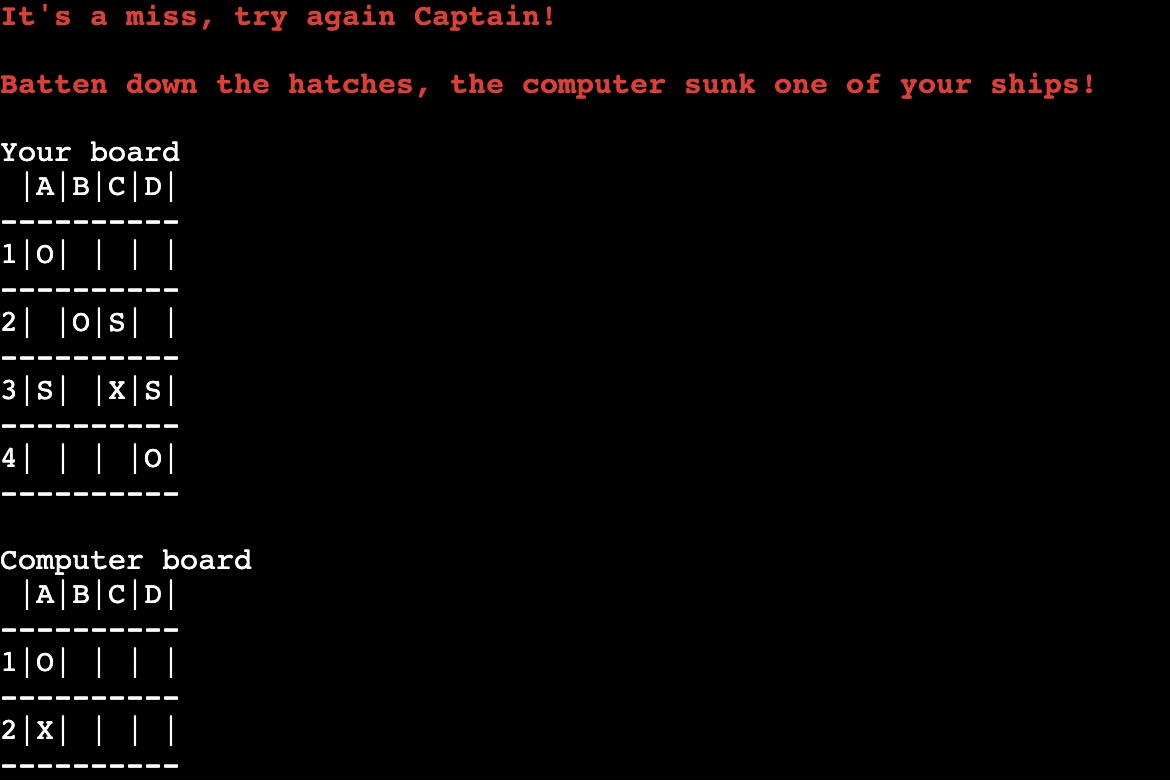 It's a miss, try again Captain!
Batten down the hatches, the computer sunk one of your ships!
Your board
 |A|B|C|D|
----------
1|O| | | |
----------
2| |O|S| |
----------
3|S| |X|S|
----------
4| | | |O|
----------
Computer board
 |A|B|C|D|
----------
1|O| | | |
----------
2|X| | | |
----------